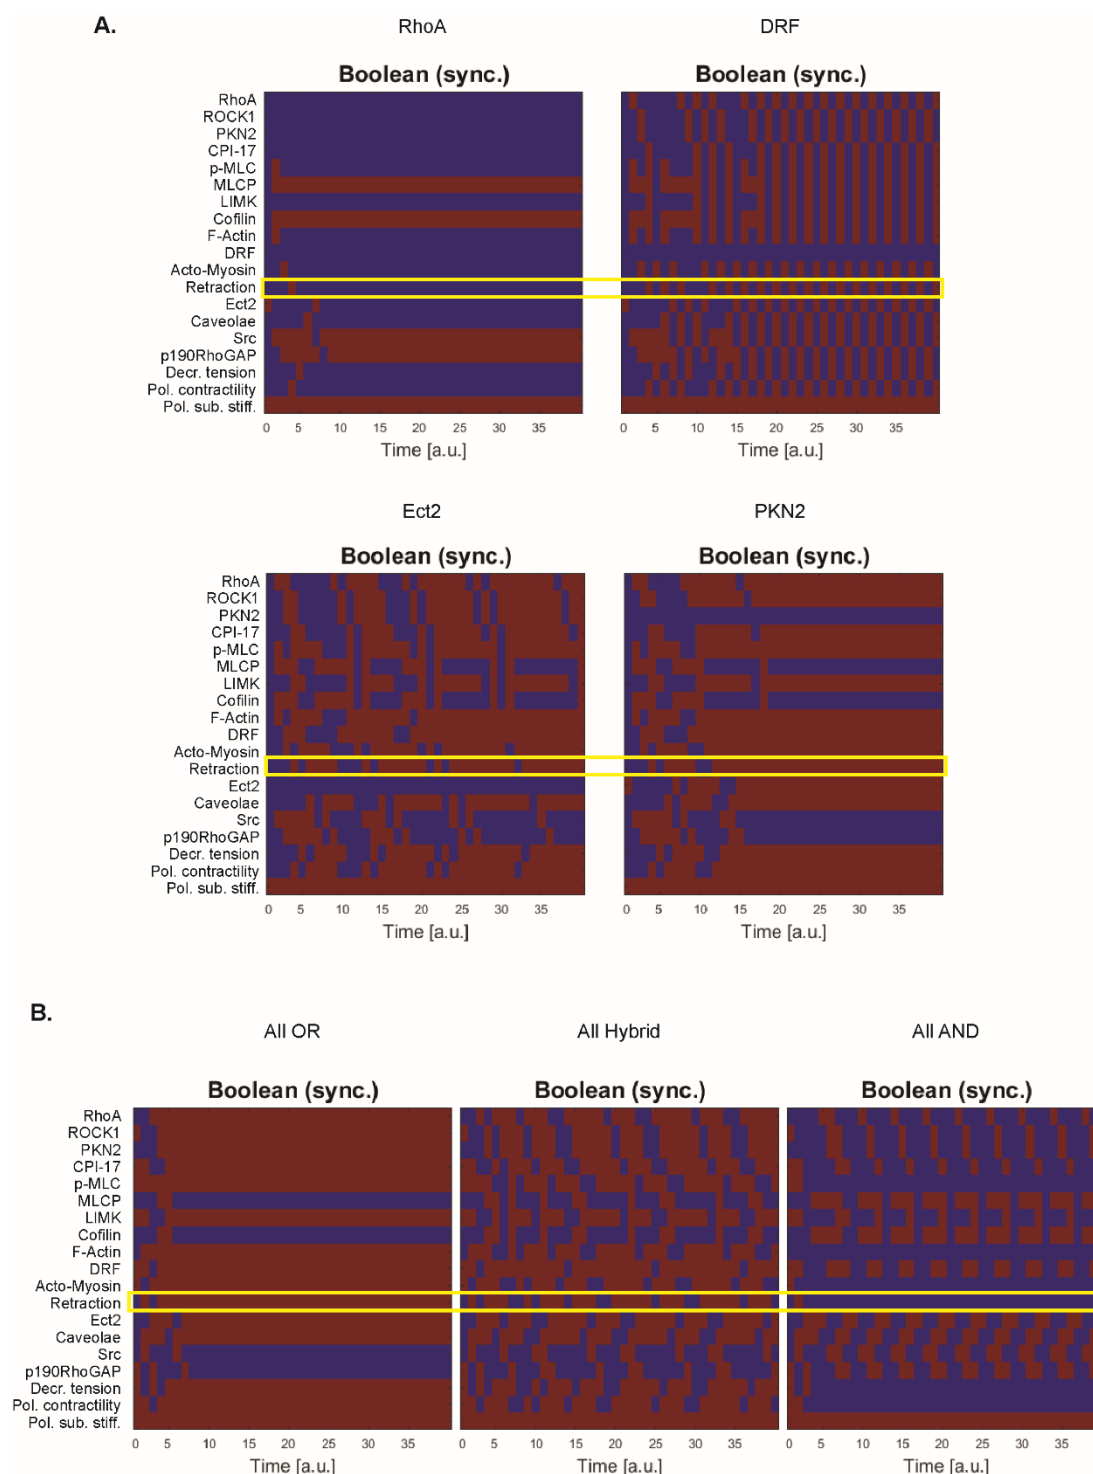 A.
RhoA DRF
Boolean (sync.) Boolean (sync.)
RhoA
ROCK1
PKN2
CPI-17
p-MLC
MLCP
LIMK
Cofilin
F-Actin
DRF
Acto-Myosin
Retraction
Ect2
Caveolae
Src
p190RhoGAP
Decr. tension
Pol. contractility
Pol. sub. stiff.
0 5 10 15 20 25 30 35 0 5 10 15 20 25 30 35
Time [a.u.] Time [a.u.]
Ect2 PKN2
Boolean (sync.) Boolean (sync.)
RhoA
ROCK1
PKN2
CPI-17
p-MLC
MLCP
LIMK
Cofilin
F-Actin
DRF
Acto-Myosin
Retraction
Ect2
Caveolae
Src
p190RhoGAP
Decr. tension
Pol. contractility
Pol. sub. stiff.
0 5 10 15 20 25 30 35 0 5 10 15 20 25 30 35
Time [a.u.] Time [a.u.]
B.
All OR All Hybrid All AND
Boolean (sync.) Boolean (sync.) Boolean (sync.)
RhoA
ROCK1
PKN2
CPI-17
p-MLC
MLCP
LIMK
Cofilin
F-Actin
DRF
Acto-Myosin
Retraction
Ect2
Caveolae
Src
p190RhoGAP
Decr. tension
Pol. contractility
Pol. sub. stiff.
0 5 10 15 20 25 30 35 0 5 10 15 20 25 30 35 0 5 10 15 20 25 30 35
Time [a.u.] Time [a.u.] Time [a.u.]